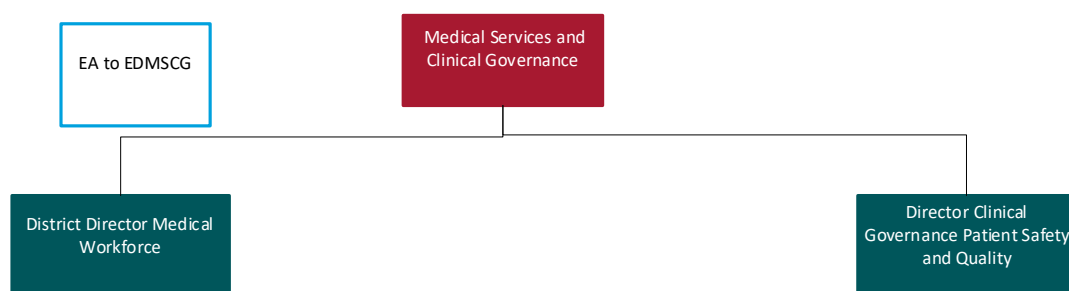 EA to EDMSCG
Medical Services and
Clinical Governance
District Director Medical
Workforce
Director Clinical
Governance Patient Safety
and Quality